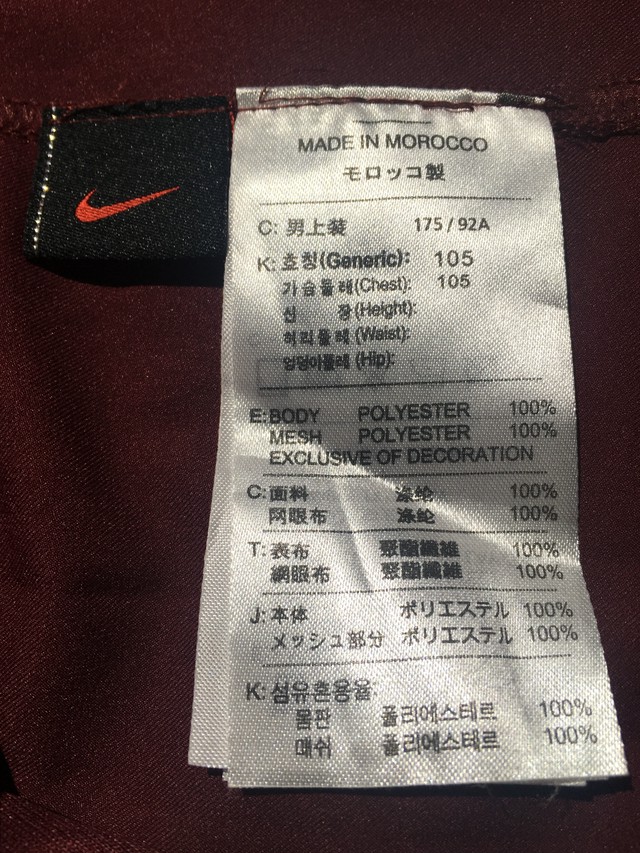 MADE IN MOROCCO
モロッコ製
C: 男上装 175/92A
K: 호칭(Generic): 105
가슴둘레(Chest): 105
신 장(Height):
허리둘레(Waist):
엉덩이둘레(Hip):
E: BODY POLYESTER 100%
MESH POLYESTER 100%
EXCLUSIVE OF DECORATION
C: 面料 涤纶 100%
网眼布 涤纶 100%
T: 表布 聚酯纖維 100%
網眼布 聚酯纖維 100%
J: 本体 ポリエステル 100%
メッシュ部分 ポリエステル 100%
K: 섬유혼용율:
몸판 폴리에스테르 100%
매쉬 폴리에스테르 100%